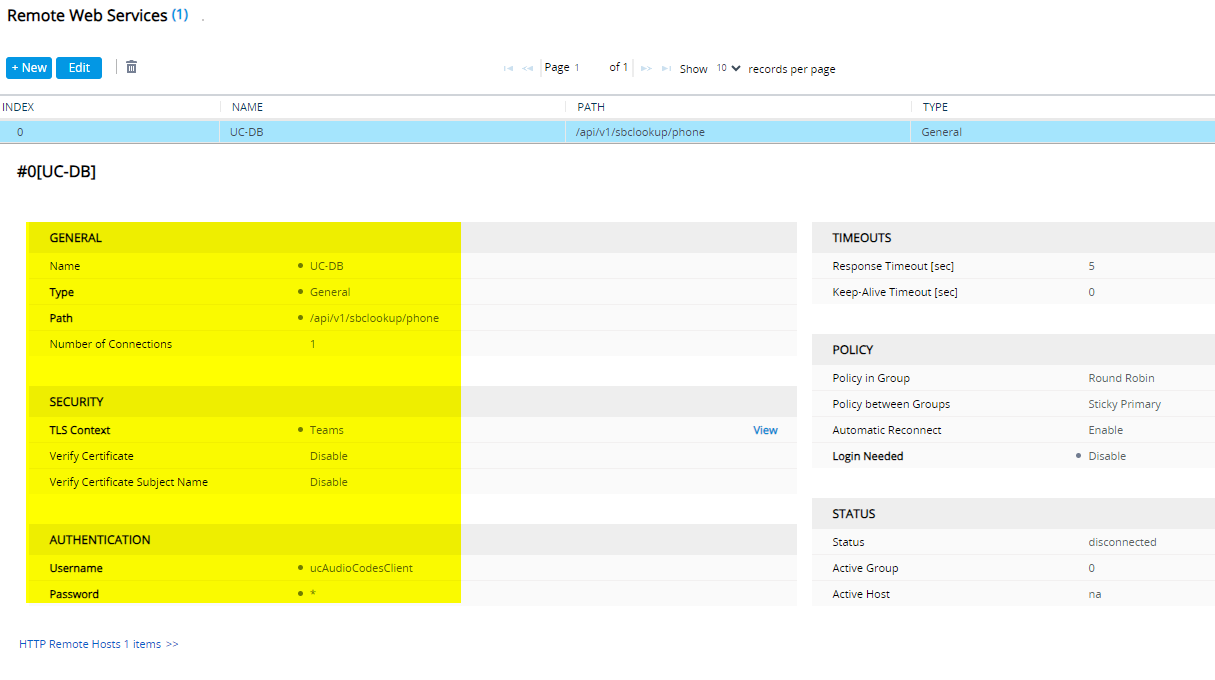 Remote Web Services (1) .
+ New Edit Page 1 of 1 Show 10 records per page
INDEX NAME PATH TYPE
0 UC-DB /api/v1/sbclookup/phone General
#0[UC-DB]
GENERAL
Name UC-DB
Type General
Path /api/v1/sbclookup/phone
Number of Connections 1
SECURITY
TLS Context Teams View
Verify Certificate Disable
Verify Certificate Subject Name Disable
AUTHENTICATION
Username ucAudioCodesClient
Password *
TIMEOUTS
Response Timeout [sec] 5
Keep-Alive Timeout [sec] 0
POLICY
Policy in Group Round Robin
Policy between Groups Sticky Primary
Automatic Reconnect Enable
Login Needed Disable
STATUS
Status disconnected
Active Group 0
Active Host na
HTTP Remote Hosts 1 items >>